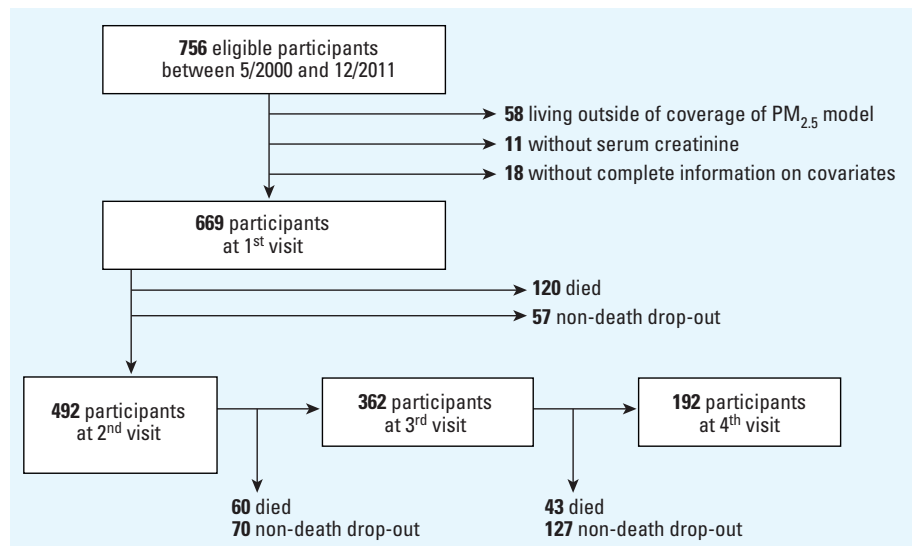 756 eligible participants
between 5/2000 and 12/2011
58 living outside of coverage of PM2.5 model
11 without serum creatinine
18 without complete information on covariates
669 participants
at 1st visit
120 died
57 non-death drop-out
492 participants
at 2nd visit
362 participants
at 3rd visit
192 participants
at 4th visit
60 died
70 non-death drop-out
43 died
127 non-death drop-out